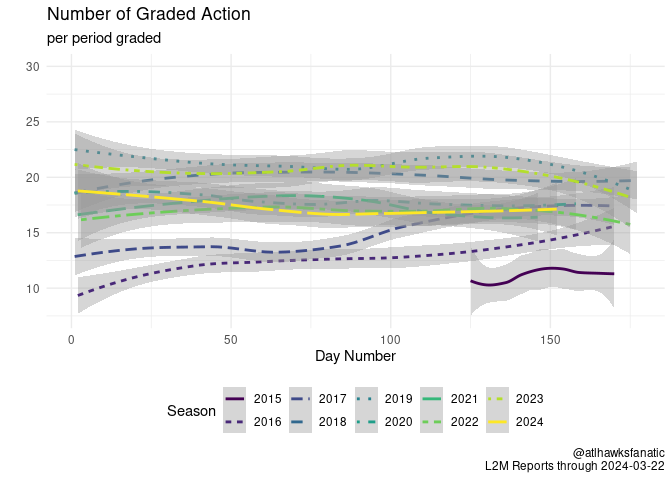 Number of Graded Action
per period graded
30
25
20
15
10
0 50 100 150
Day Number
Season 2015 2017 2019 2021 2023
2016 2018 2020 2022 2024
@atlhawksfanatic
L2M Reports through 2024-03-22